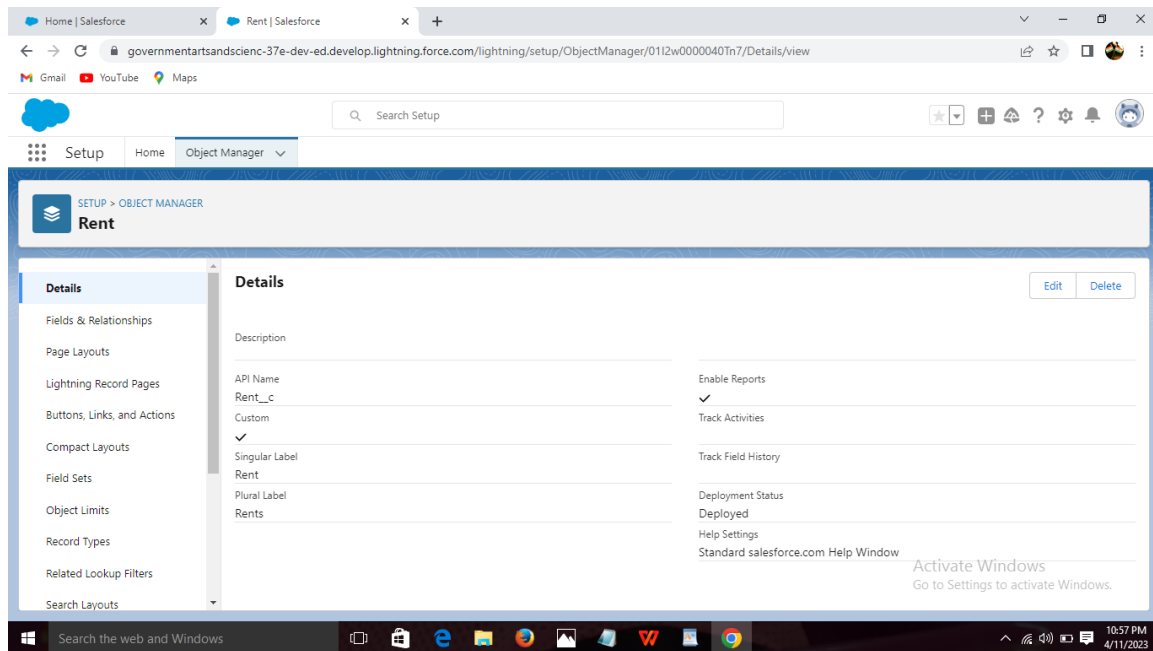 Home | Salesforce
Rent | Salesforce
governmentartsandscienc-37e-dev-ed.develop.lightning.force.com/lightning/setup/ObjectManager/01I2w0000040Tn7/Details/view
Gmail YouTube Maps
Search Setup
Setup Home Object Manager
SETUP > OBJECT MANAGER
Rent
Details
Fields & Relationships
Page Layouts
Lightning Record Pages
Buttons, Links, and Actions
Compact Layouts
Field Sets
Object Limits
Record Types
Related Lookup Filters
Search Layouts
Details
Edit Delete
Description
API Name
Rent__c
Custom
Singular Label
Rent
Plural Label
Rents
Enable Reports
Track Activities
Track Field History
Deployment Status
Deployed
Help Settings
Standard salesforce.com Help Window
Activate Windows
Go to Settings to activate Windows.
Search the web and Windows
10:57 PM
4/11/2023